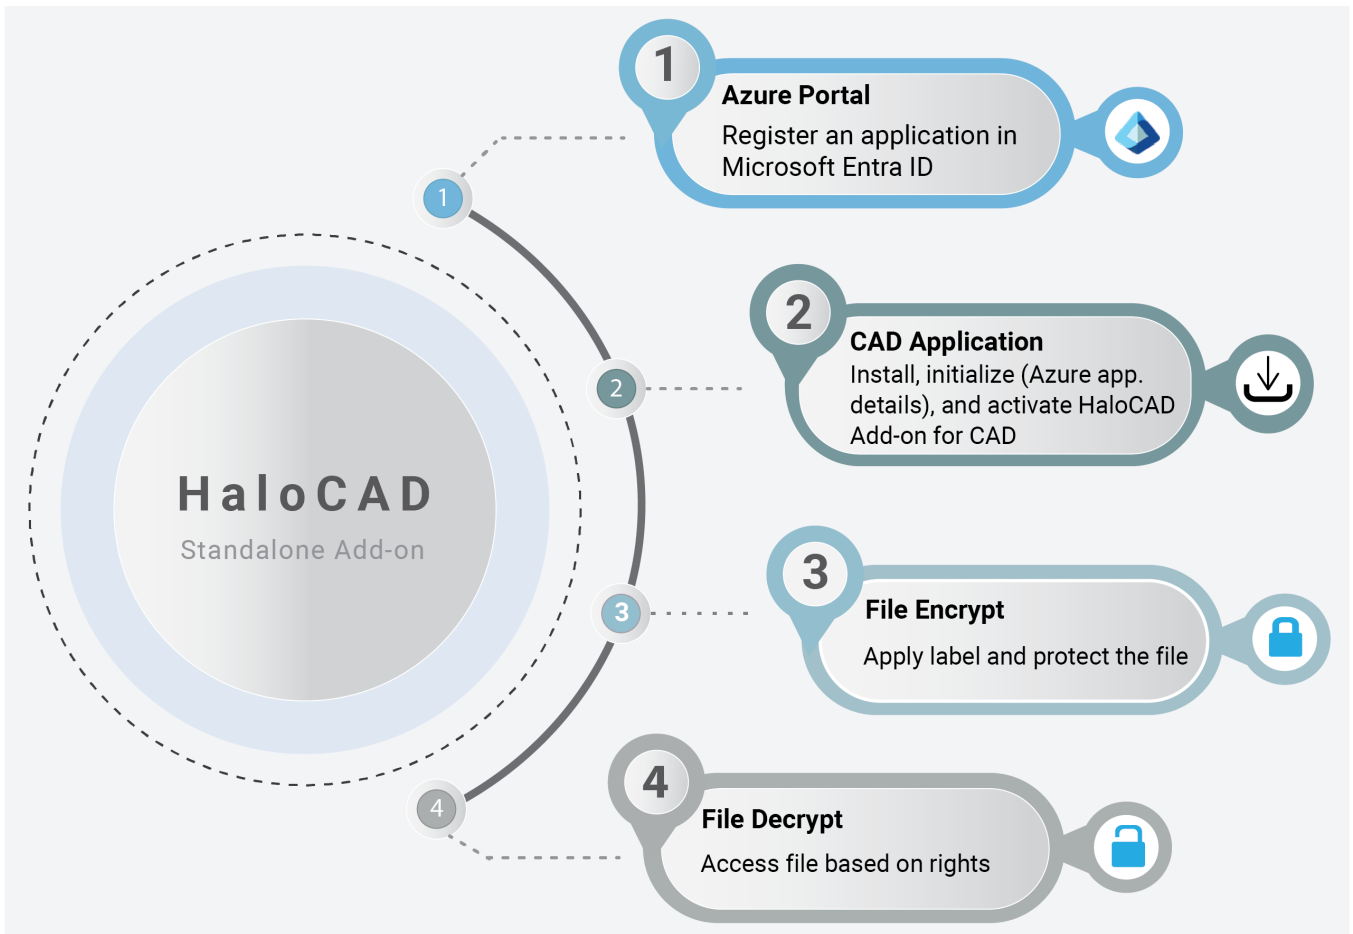 HaloCAD
Standalone Add-on
1
2
3
4
1
Azure Portal
Register an application in
Microsoft Entra ID
2
CAD Application
Install, initialize (Azure app.
details), and activate HaloCAD
Add-on for CAD
3
File Encrypt
Apply label and protect the file
4
File Decrypt
Access file based on rights